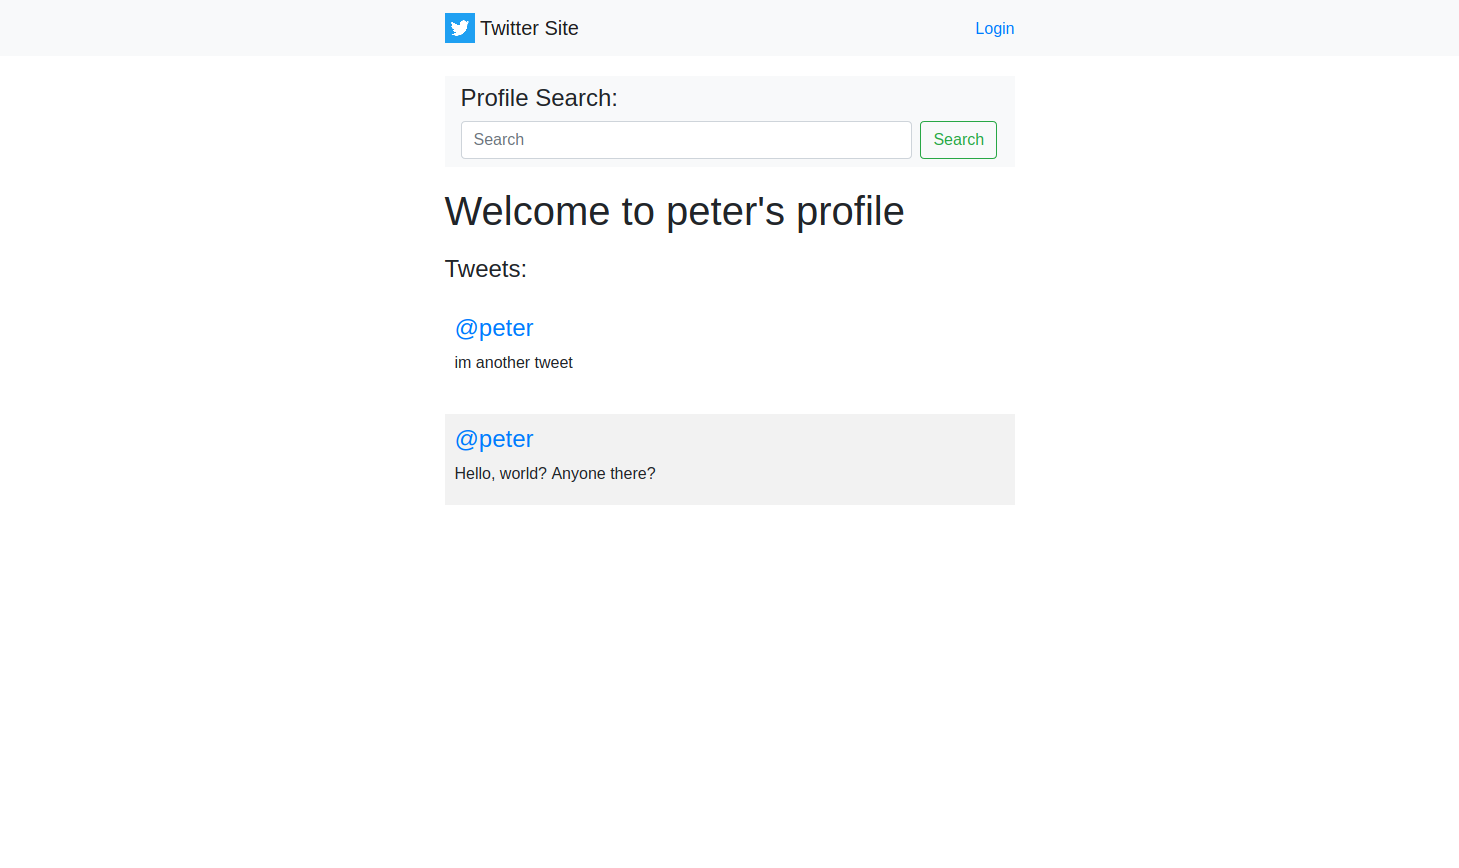 Twitter Site
Login
Profile Search:
Search
Search
Welcome to peter's profile
Tweets:
@peter
im another tweet
@peter
Hello, world? Anyone there?